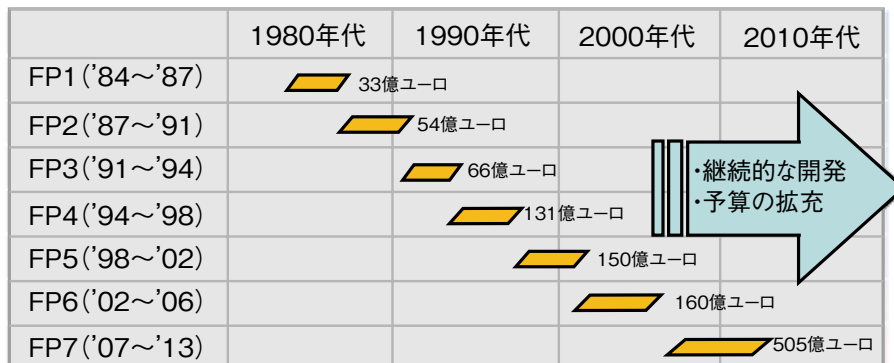 1980年代 1990年代 2000年代 2010年代
FP1('84～'87) 33億ユーロ
FP2('87～'91) 54億ユーロ
FP3('91～'94) 66億ユーロ
・継続的な開発
・予算の拡充
FP4('94～'98) 131億ユーロ
FP5('98～'02) 150億ユーロ
FP6('02～'06) 160億ユーロ
FP7('07～'13) 505億ユーロ